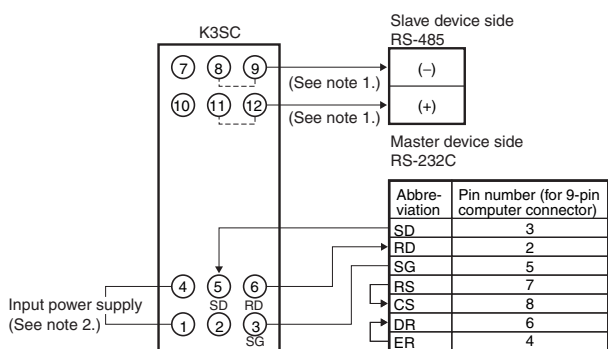 K3SC
Slave device side
RS-485
7 8 9
(–)
(See note 1.)
10 11 12
(+)
(See note 1.)
Master device side
RS-232C
Abbre-
viation
Pin number (for 9-pin
computer connector)
SD 3
RD 2
SG 5
RS 7
CS 8
DR 6
ER 4
4 5 6
SD RD
Input power supply
(See note 2.)
1 2 3
SG